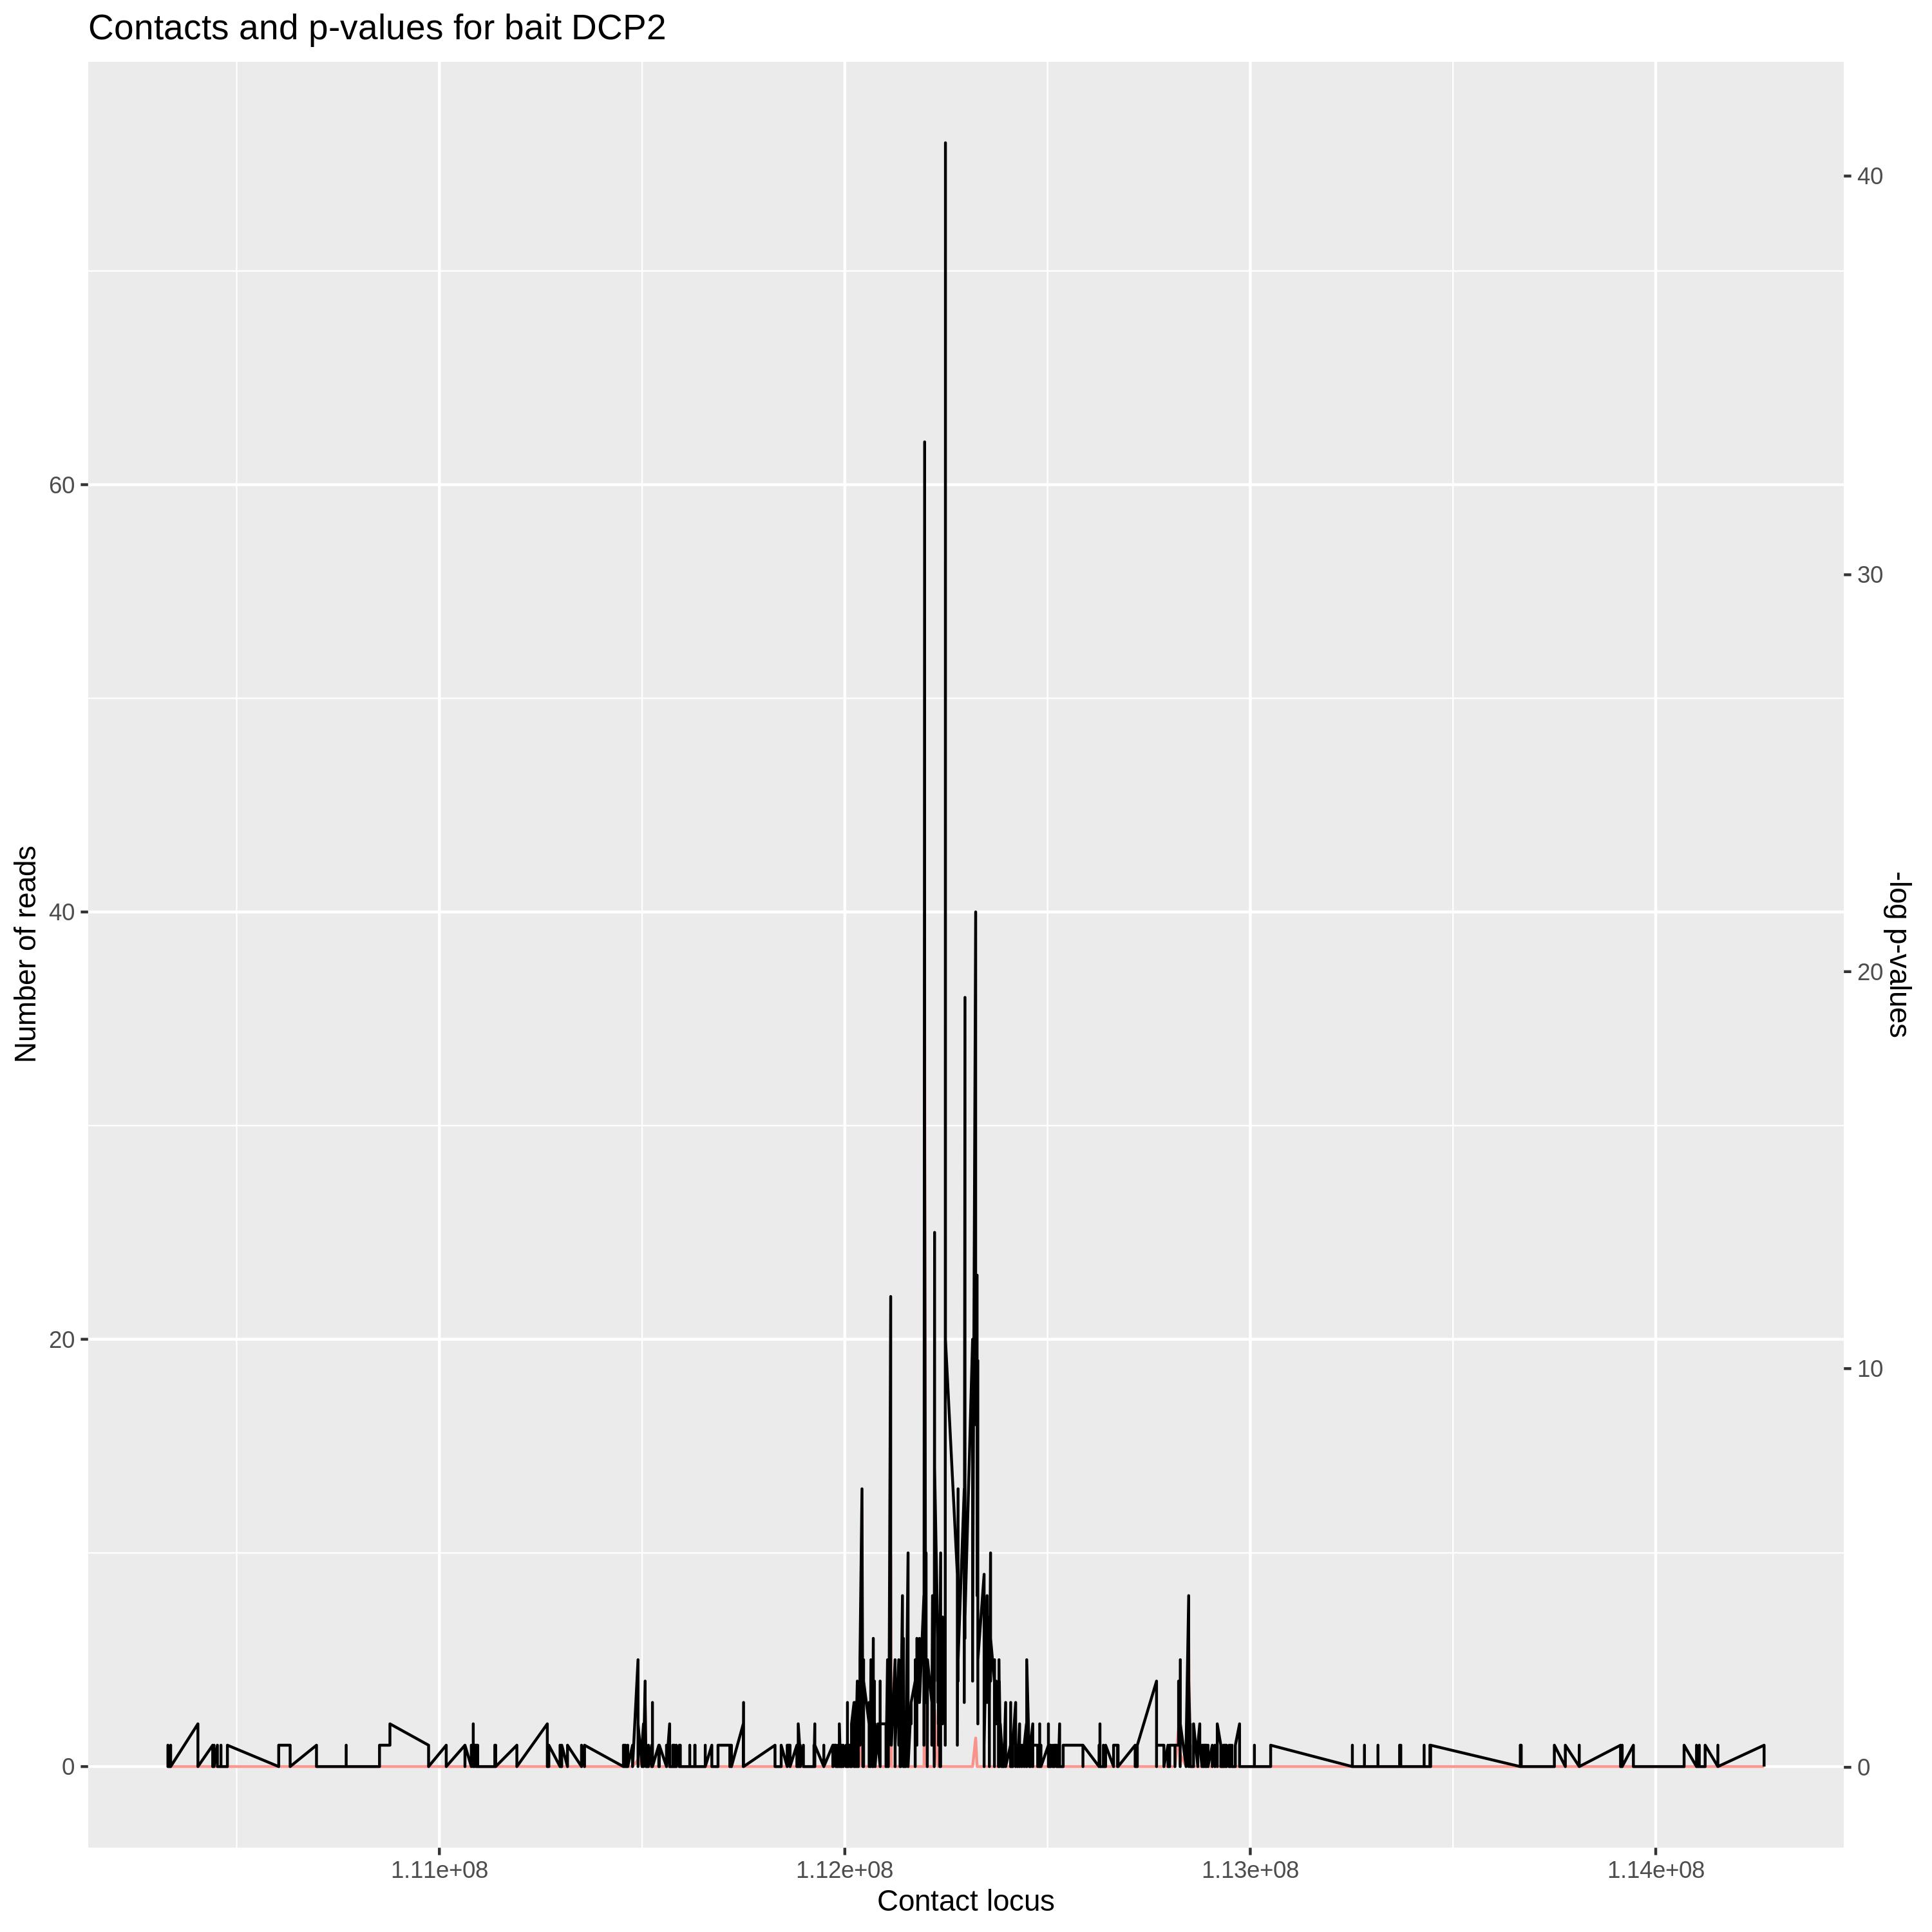 Contacts and p-values for bait DCP2
60
40
20
0
Number of reads
40
30
20
10
0
-log p-values
1.11e+08
1.12e+08
1.13e+08
1.14e+08
Contact locus